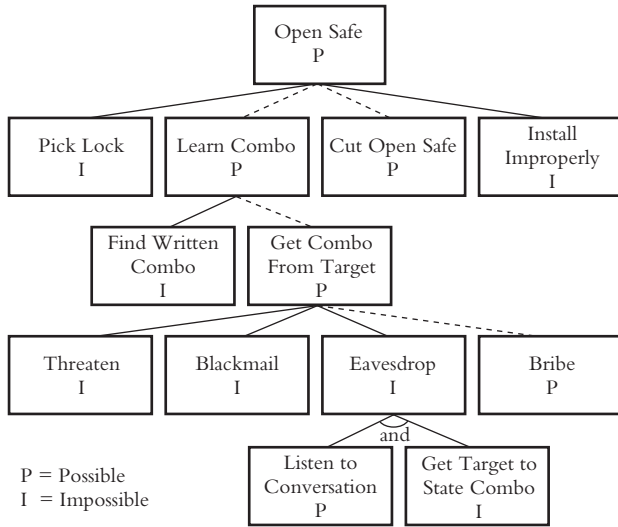 Open Safe
P
Pick Lock
I
Learn Combo
P
Cut Open Safe
P
Install
Improperly
I
Find Written
Combo
I
Get Combo
From Target
P
Threaten
I
Blackmail
I
Eavesdrop
I
Bribe
P
and
Listen to
Conversation
P
Get Target to
State Combo
I
P = Possible
I = Impossible